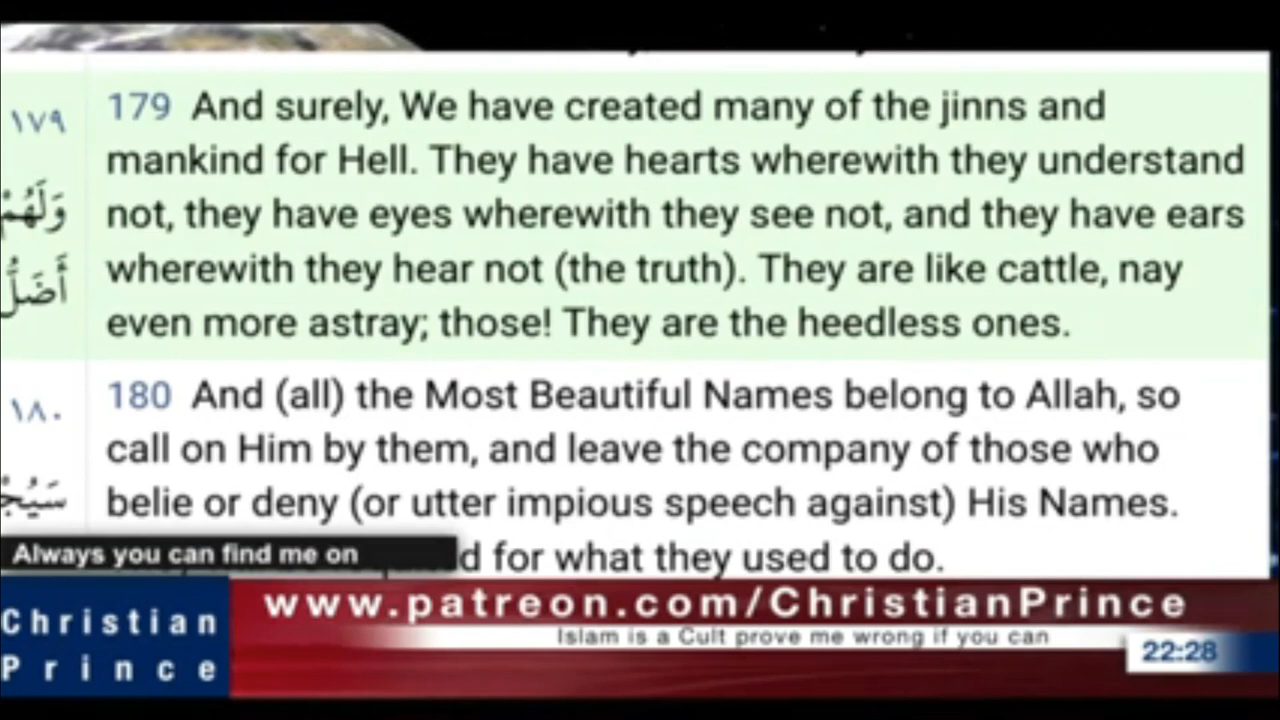 ١٧٩
179 And surely, We have created many of the jinns and
mankind for Hell. They have hearts wherewith they understand
وَلَهُمْ
not, they have eyes wherewith they see not, and they have ears
أَضَلُّ
wherewith they hear not (the truth). They are like cattle, nay
even more astray; those! They are the heedless ones.
١٨٠
180 And (all) the Most Beautiful Names belong to Allah, so
call on Him by them, and leave the company of those who
belie or deny (or utter impious speech against) His Names.
for what they used to do.
Always you can find me on
www.patreon.com/ChristianPrince
Islam is a Cult prove me wrong if you can
Christian
Prince
22:28